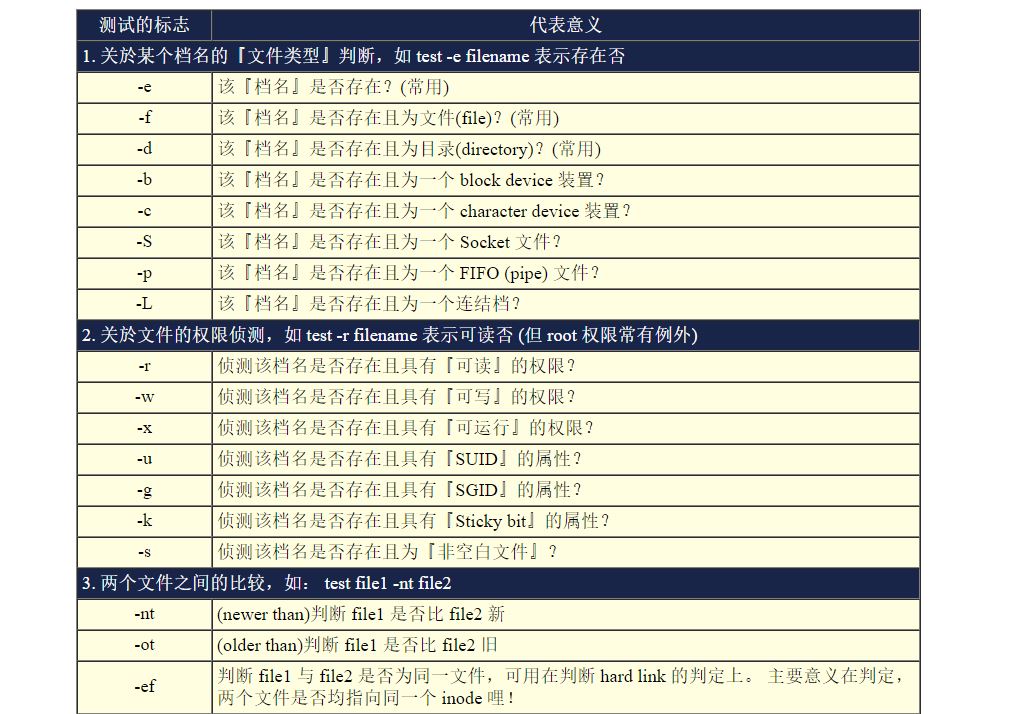 测试的标志 代表意义
1. 关於某个档名的『文件类型』判断，如 test -e filename 表示存在否
-e 该『档名』是否存在？(常用)
-f 该『档名』是否存在且为文件(file)？(常用)
-d 该『档名』是否存在且为目录(directory)？(常用)
-b 该『档名』是否存在且为一个 block device 装置？
-c 该『档名』是否存在且为一个 character device 装置？
-S 该『档名』是否存在且为一个 Socket 文件？
-p 该『档名』是否存在且为一个 FIFO (pipe) 文件？
-L 该『档名』是否存在且为一个连结档？
2. 关於文件的权限侦测，如 test -r filename 表示可读否 (但 root 权限常有例外)
-r 侦测该档名是否存在且具有『可读』的权限？
-w 侦测该档名是否存在且具有『可写』的权限？
-x 侦测该档名是否存在且具有『可运行』的权限？
-u 侦测该档名是否存在且具有『SUID』的属性？
-g 侦测该档名是否存在且具有『SGID』的属性？
-k 侦测该档名是否存在且具有『Sticky bit』的属性？
-s 侦测该档名是否存在且为『非空白文件』？
3. 两个文件之间的比较，如： test file1 -nt file2
-nt (newer than)判断 file1 是否比 file2 新
-ot (older than)判断 file1 是否比 file2 旧
-ef 判断 file1 与 file2 是否为同一文件，可用在判断 hard link 的判定上。 主要意义在判定，
两个文件是否均指向同一个 inode 哩！